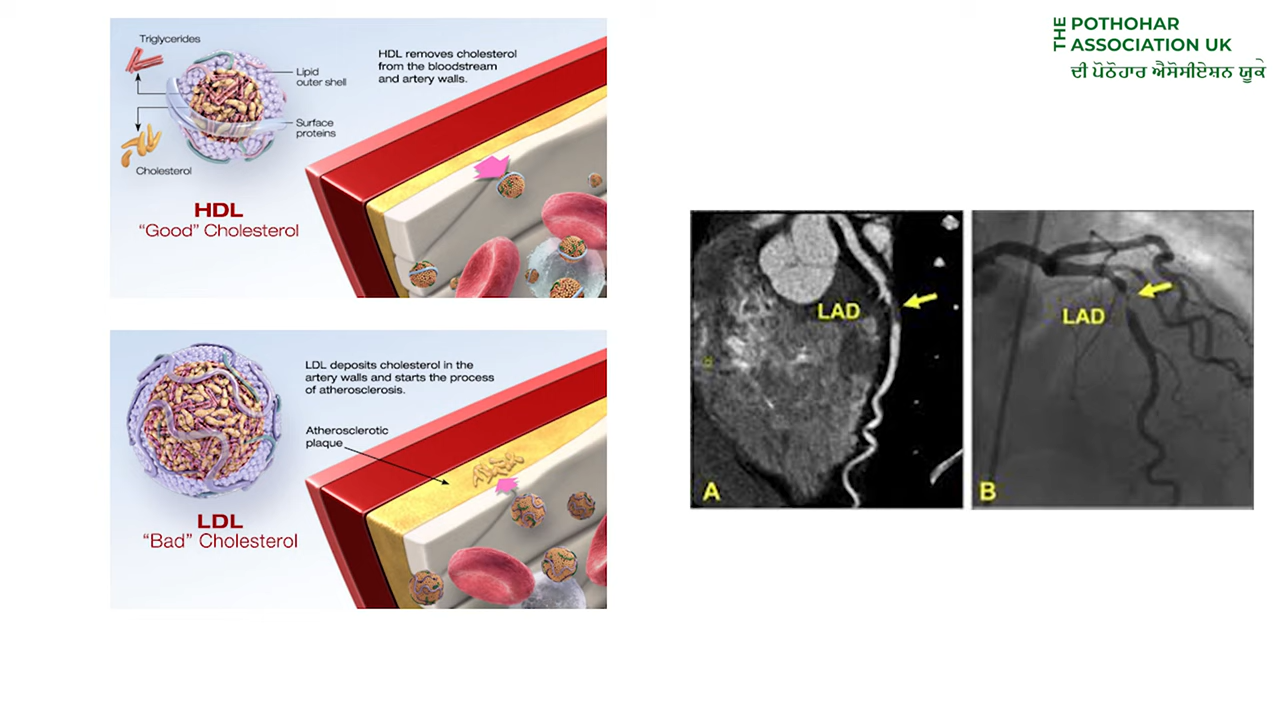 THE
POTHOHAR
ASSOCIATION UK
ਦੀ ਪੋਠੋਹਾਰ ਐਸੋਸੀਏਸ਼ਨ ਯੂਕੇ
Triglycerides
Lipid
outer shell
Surface
proteins
Cholesterol
HDL
“Good” Cholesterol
HDL removes cholesterol
from the bloodstream
and artery walls.
LDL
“Bad” Cholesterol
LDL deposits cholesterol in the
artery walls and starts the process
of atherosclerosis.
Atherosclerotic
plaque
LAD
A
LAD
B